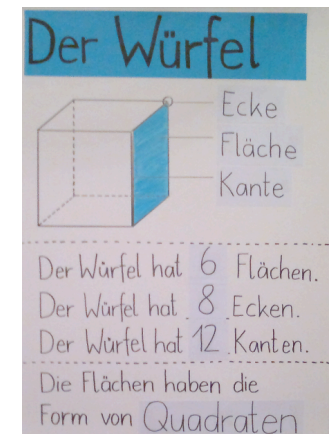 Der Würfel
Ecke
Fläche
Kante
Der Würfel hat 6 Flächen.
Der Würfel hat 8 Ecken.
Der Würfel hat 12 Kanten.
Die Flächen haben die
Form von Quadraten